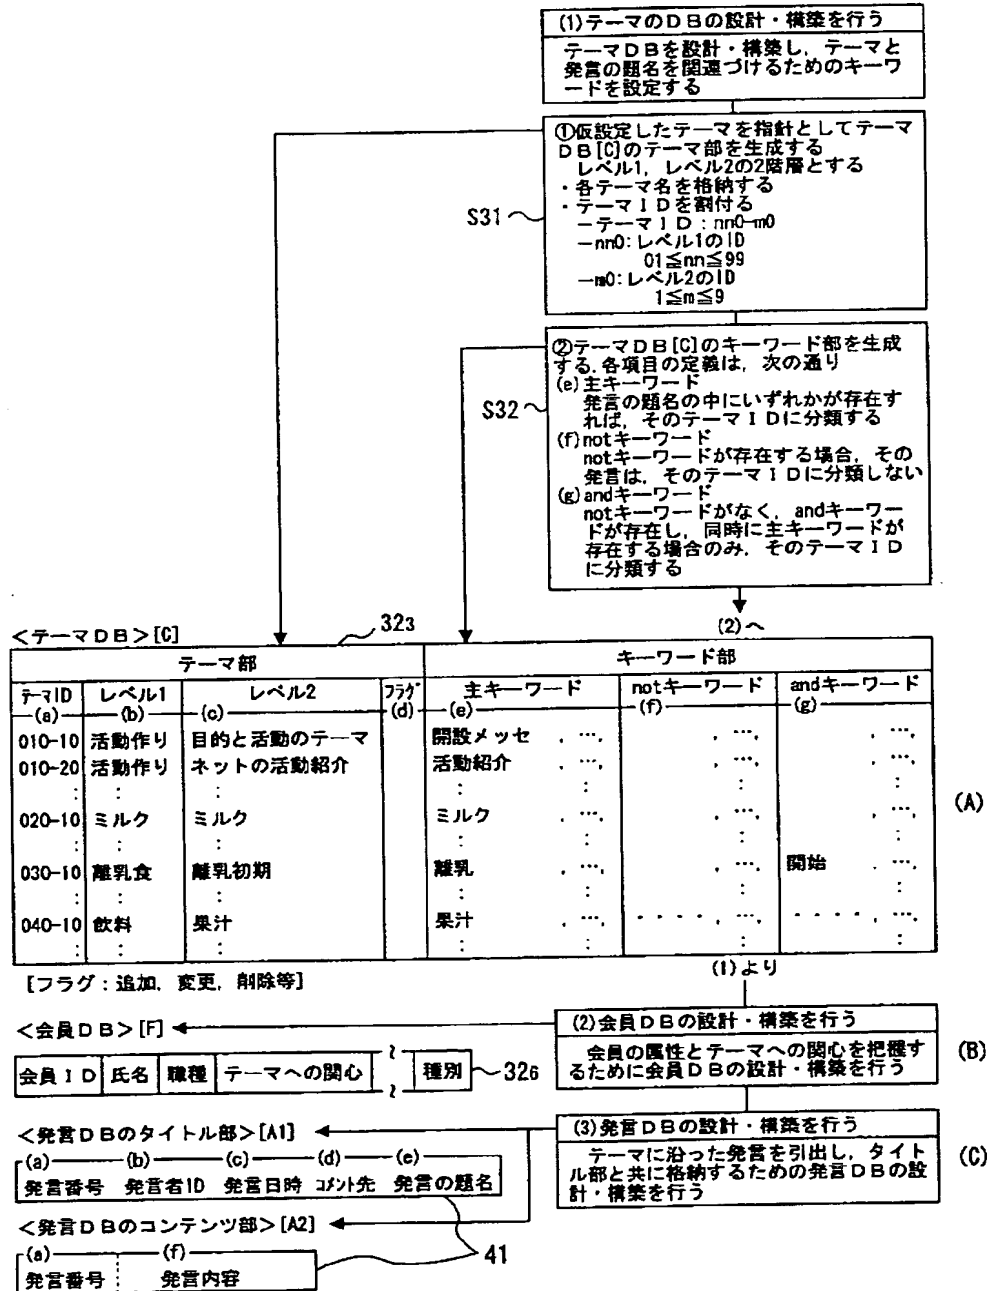 (1)テーマのＤＢの設計・構築を行う
テーマＤＢを設計・構築し，テーマと
発言の題名を関連づけるためのキーワ
ードを設定する
①仮設定したテーマを指針としてテーマ
ＤＢ[C]のテーマ部を生成する
レベル1，レベル2の2階層とする
・各テーマ名を格納する
・テーマＩＤを割付る
－テーマＩＤ：nn0-m0
－nn0：レベル1のID
01≦nn≦99
－m0：レベル2のID
1≦m≦9
S31
②テーマＤＢ[C]のキーワード部を生成
する.各項目の定義は，次の通り
(e)主キーワード
発言の題名の中にいずれかが存在す
れば，そのテーマＩＤに分類する
(f)notキーワード
notキーワードが存在する場合，その
発言は，そのテーマＩＤに分類しない
(g)andキーワード
notキーワードがなく，andキーワー
ドが存在し，同時に主キーワードが
存在する場合のみ，そのテーマＩＤ
に分類する
S32
(2)へ
＜テーマＤＢ＞[C]
323
テーマ部 キーワード部
テーマID レベル1 レベル2 フラグ 主キーワード notキーワード andキーワード
(a) (b) (c) (d) (e) (f) (g)
010-10 活動作り 目的と活動のテーマ 開設メッセ ，…， ，…， ，…，
010-20 活動作り ネットの活動紹介 活動紹介 ，…， ，…， ，…，
： ： ： ： ： ： ：
020-10 ミルク ミルク ミルク ，…， ，…， ，…，
： ： ： ： ： ： ：
030-10 離乳食 離乳初期 離乳 ，…， ，…， 開始 ，…，
： ： ： ： ： ： ：
040-10 飲料 果汁 果汁 ，…， ・・・・，…， ・・・・，…，
： ： ： ： ： ： ：
(A)
[フラグ：追加，変更，削除等]
(1)より
＜会員ＤＢ＞[F]
(2)会員ＤＢの設計・構築を行う
会員の属性とテーマへの関心を把握す
るために会員ＤＢの設計・構築を行う
(B)
会員ＩＤ 氏名 職種 テーマへの関心 種別
326
＜発言ＤＢのタイトル部＞[A1]
(3)発言ＤＢの設計・構築を行う
テーマに沿った発言を引出し，タイト
ル部と共に格納するための発言ＤＢの設
計・構築を行う
(C)
(a) (b) (c) (d) (e)
発言番号 発言者ID 発言日時 コメント先 発言の題名
＜発言ＤＢのコンテンツ部＞[A2]
41
(a) (f)
発言番号 発言内容